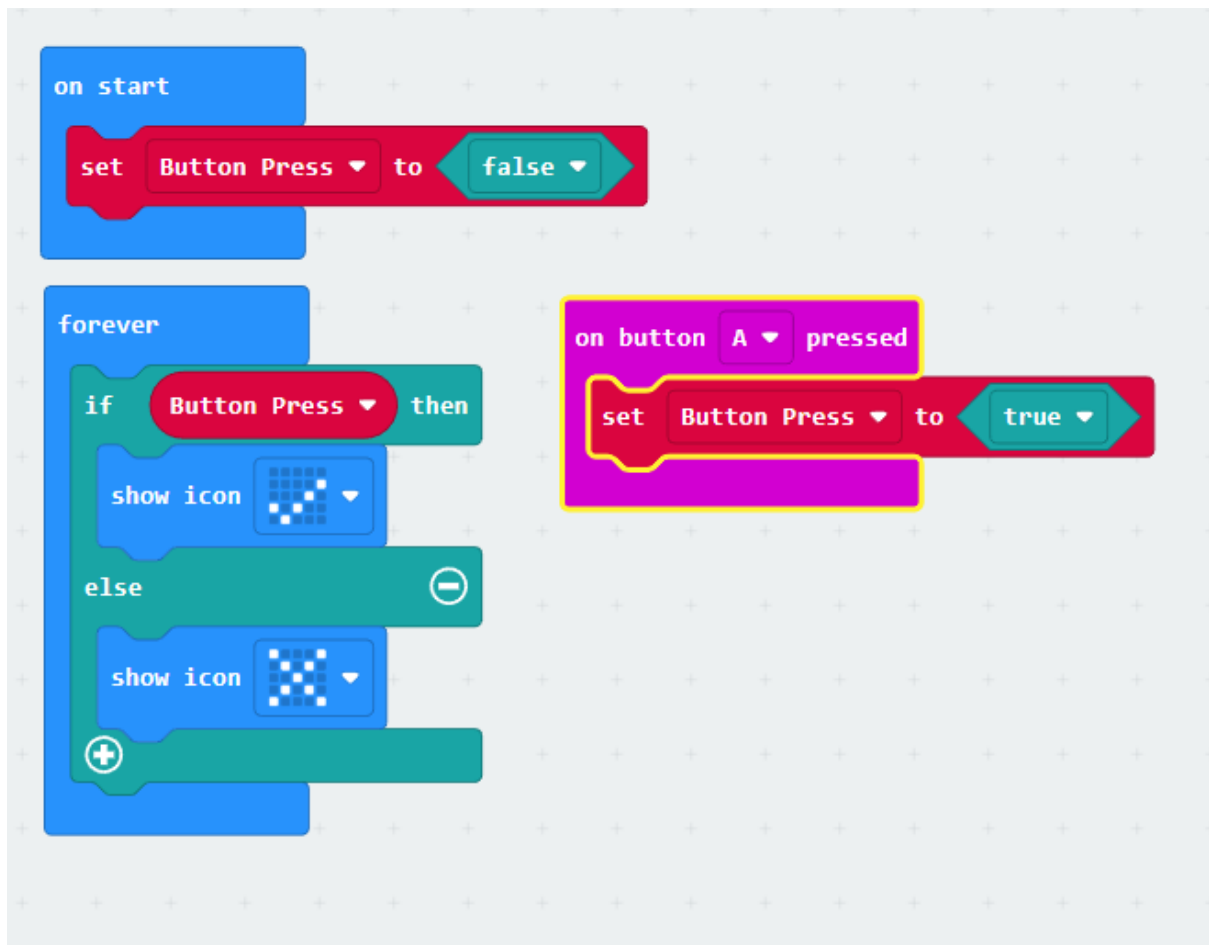 on start
set Button Press to false
forever
if Button Press then
show icon
else
show icon
on button A pressed
set Button Press to true